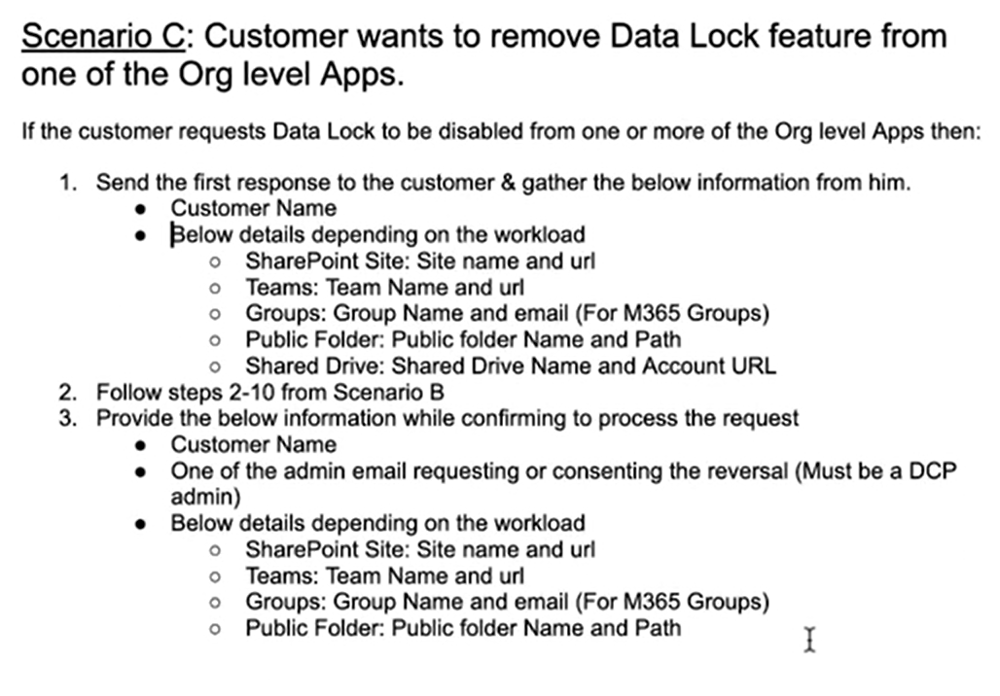 Scenario C: Customer wants to remove Data Lock feature from
one of the Org level Apps.
If the customer requests Data Lock to be disabled from one or more of the Org level Apps then:
1. Send the first response to the customer & gather the below information from him.
● Customer Name
● Below details depending on the workload
○ SharePoint Site: Site name and url
○ Teams: Team Name and url
○ Groups: Group Name and email (For M365 Groups)
○ Public Folder: Public folder Name and Path
○ Shared Drive: Shared Drive Name and Account URL
2. Follow steps 2-10 from Scenario B
3. Provide the below information while confirming to process the request
● Customer Name
● One of the admin email requesting or consenting the reversal (Must be a DCP
admin)
● Below details depending on the workload
○ SharePoint Site: Site name and url
○ Teams: Team Name and url
○ Groups: Group Name and email (For M365 Groups)
○ Public Folder: Public folder Name and Path